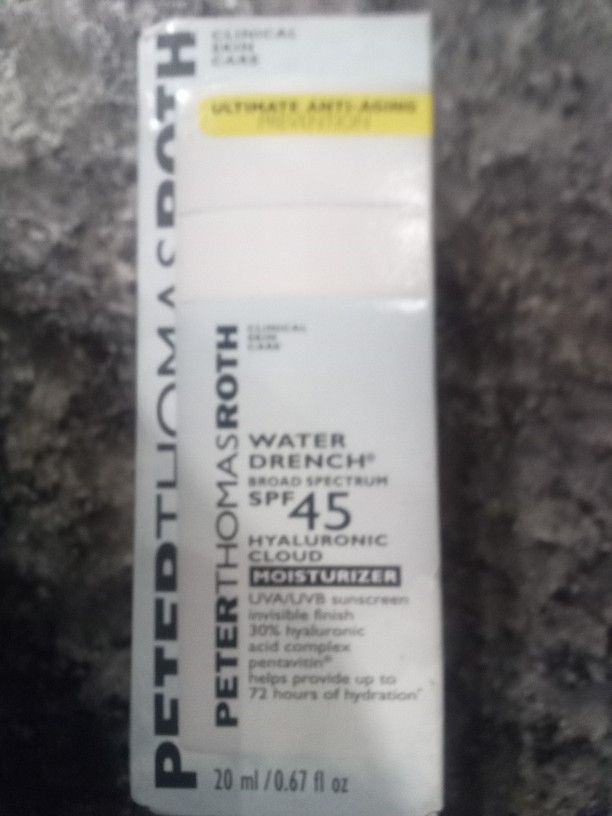 PETERTHOMASROTH
CLINICAL
SKIN
CARE
ULTIMATE ANTI-AGING
PREVENTION
PETERTHOMASROTH
CLINICAL
SKIN
CARE
WATER
DRENCH®
BROAD SPECTRUM
SPF 45
HYALURONIC
CLOUD
MOISTURIZER
UVA/UVB sunscreen
invisible finish
30% hyaluronic
acid complex
pentavitin®
helps provide up to
72 hours of hydration*
20 ml / 0.67 fl oz